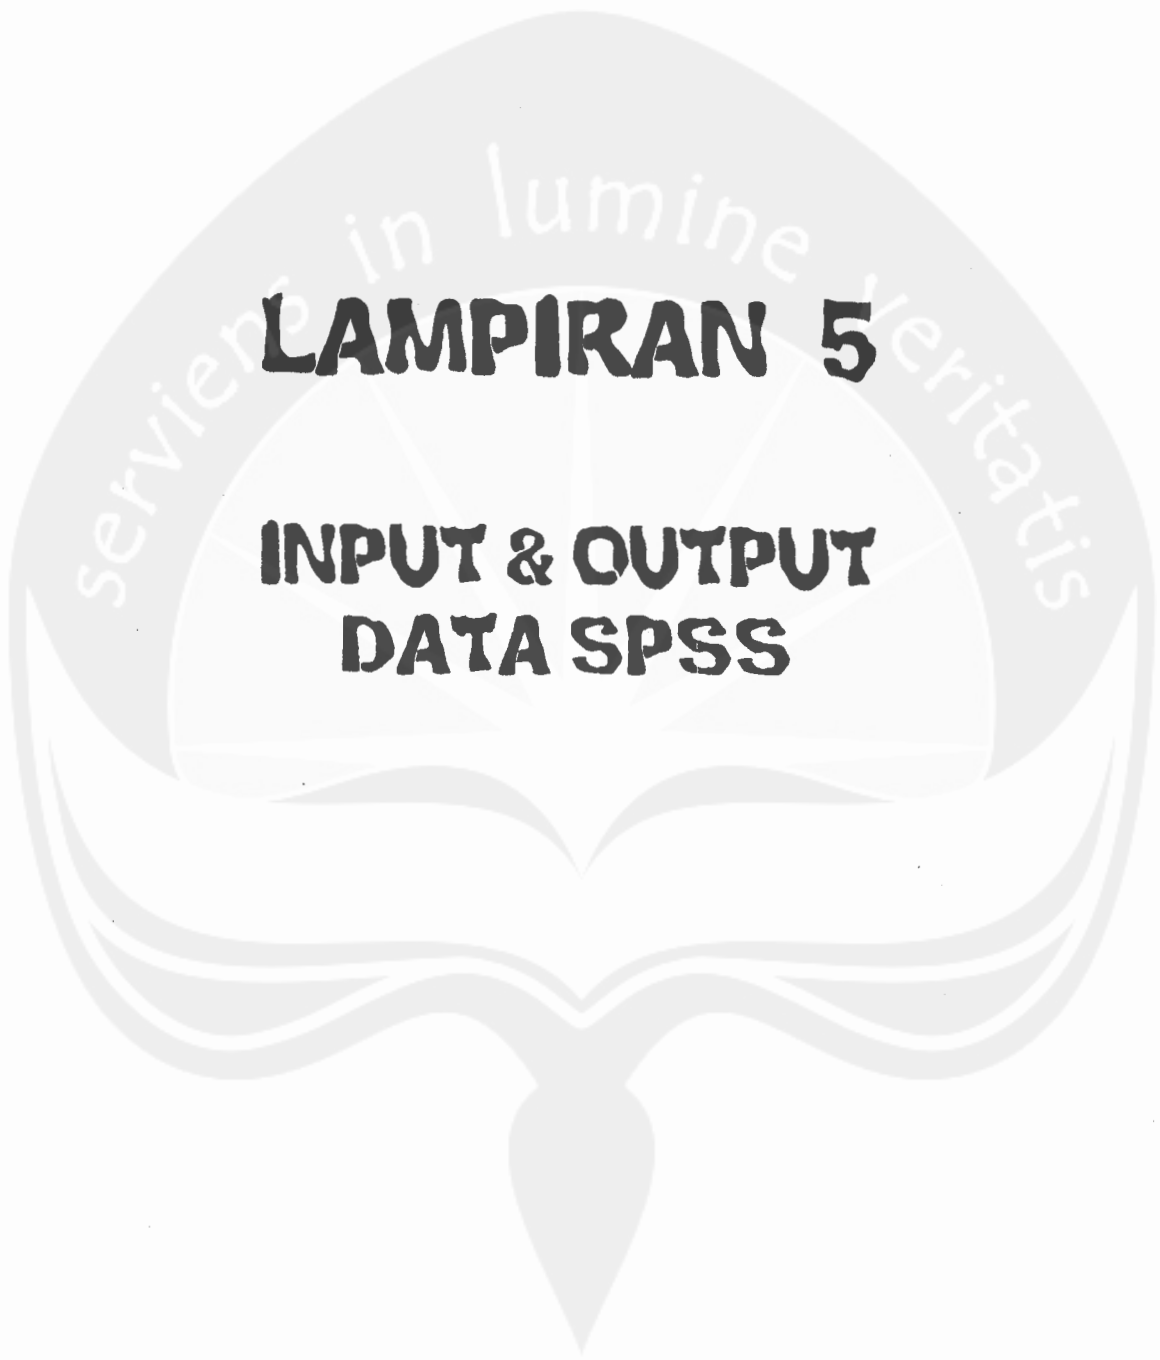 serviens in lumine veritatis
LAMPIRAN 5
INPUT & OUTPUT
DATA SPSS